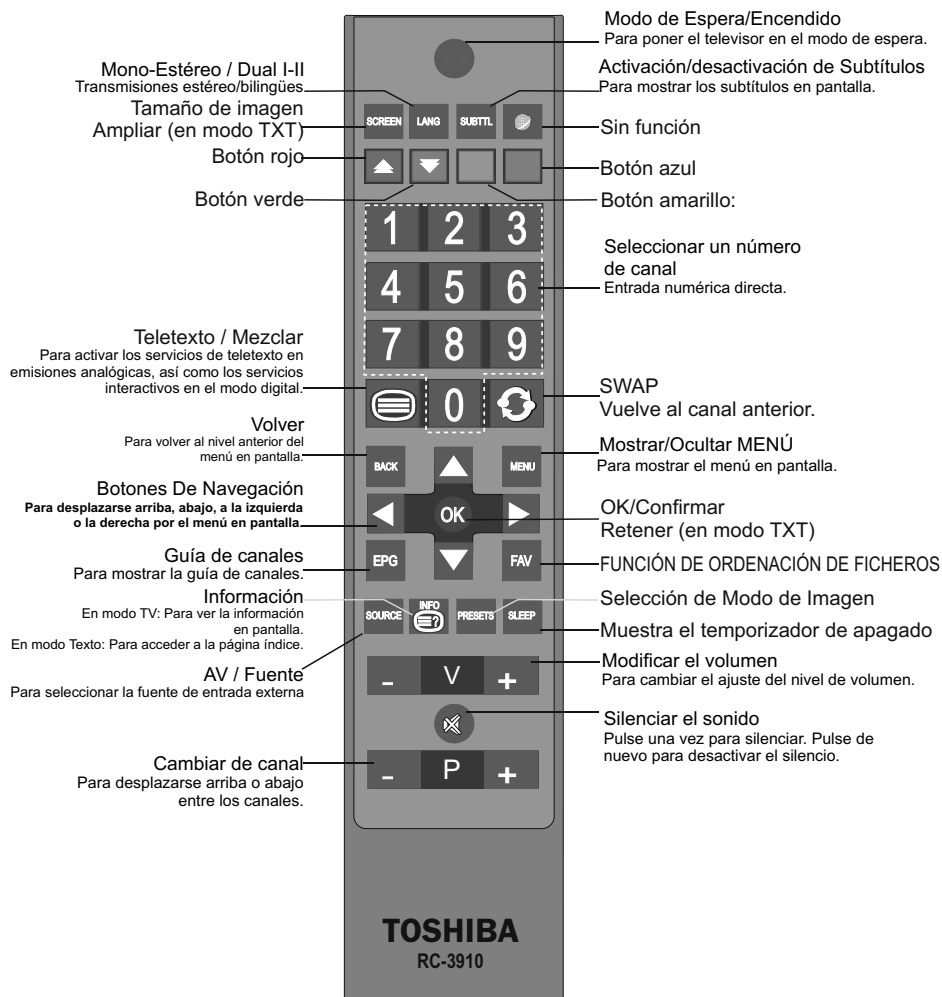 Modo de Espera/Encendido
Para poner el televisor en el modo de espera.
Mono-Estéreo / Dual I-II
Transmisiones estéreo/bilingües
Activación/desactivación de Subtítulos
Para mostrar los subtítulos en pantalla.
Tamaño de imagen
Ampliar (en modo TXT)
SCREEN LANG SUBTTL
Sin función
Botón rojo
Botón azul
Botón verde
Botón amarillo:
1 2 3
Seleccionar un número
de canal
Entrada numérica directa.
4 5 6
7 8 9
Teletexto / Mezclar
Para activar los servicios de teletexto en
emisiones analógicas, así como los servicios
interactivos en el modo digital.
0
SWAP
Vuelve al canal anterior.
Volver
Para volver al nivel anterior del
menú en pantalla.
BACK MENU
Mostrar/Ocultar MENÚ
Para mostrar el menú en pantalla.
Botones De Navegación
Para desplazarse arriba, abajo, a la izquierda
o la derecha por el menú en pantalla
OK
OK/Confirmar
Retener (en modo TXT)
Guía de canales
Para mostrar la guía de canales.
EPG FAV
FUNCIÓN DE ORDENACIÓN DE FICHEROS
Información
En modo TV: Para ver la información
en pantalla.
En modo Texto: Para acceder a la página índice.
SOURCE INFO ? PRESETS SLEEP
Selección de Modo de Imagen
Muestra el temporizador de apagado
AV / Fuente
Para seleccionar la fuente de entrada externa
- V +
Modificar el volumen
Para cambiar el ajuste del nivel de volumen.
Silenciar el sonido
Pulse una vez para silenciar. Pulse de
nuevo para desactivar el silencio.
Cambiar de canal
Para desplazarse arriba o abajo
entre los canales.
- P +
TOSHIBA
RC-3910